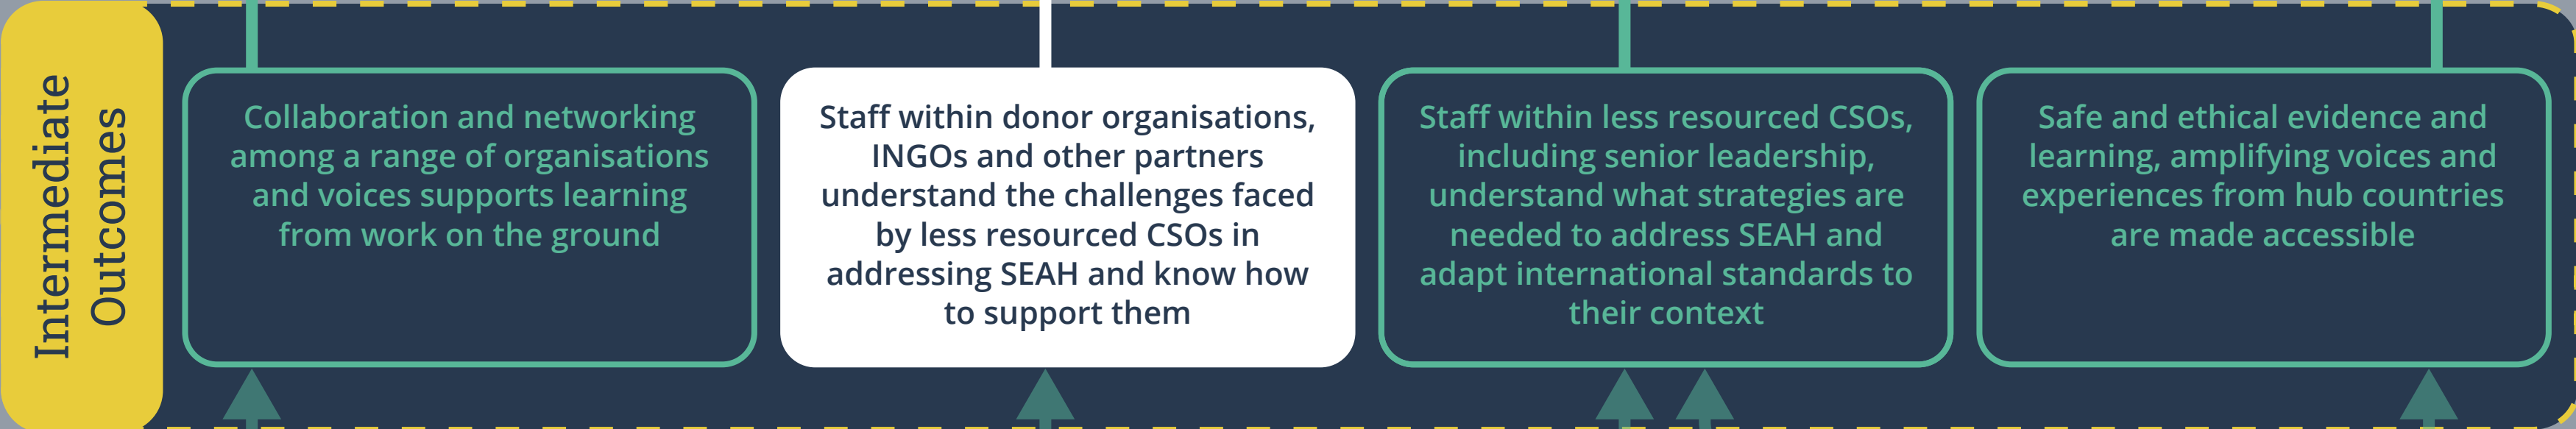 Intermediate
Outcomes
Collaboration and networking
among a range of organisations
and voices supports learning
from work on the ground
Staff within donor organisations,
INGOs and other partners
understand the challenges faced
by less resourced CSOs in
addressing SEAH and know how
to support them
Staff within less resourced CSOs,
including senior leadership,
understand what strategies are
needed to address SEAH and
adapt international standards to
their context
Safe and ethical evidence and
learning, amplifying voices and
experiences from hub countries
are made accessible